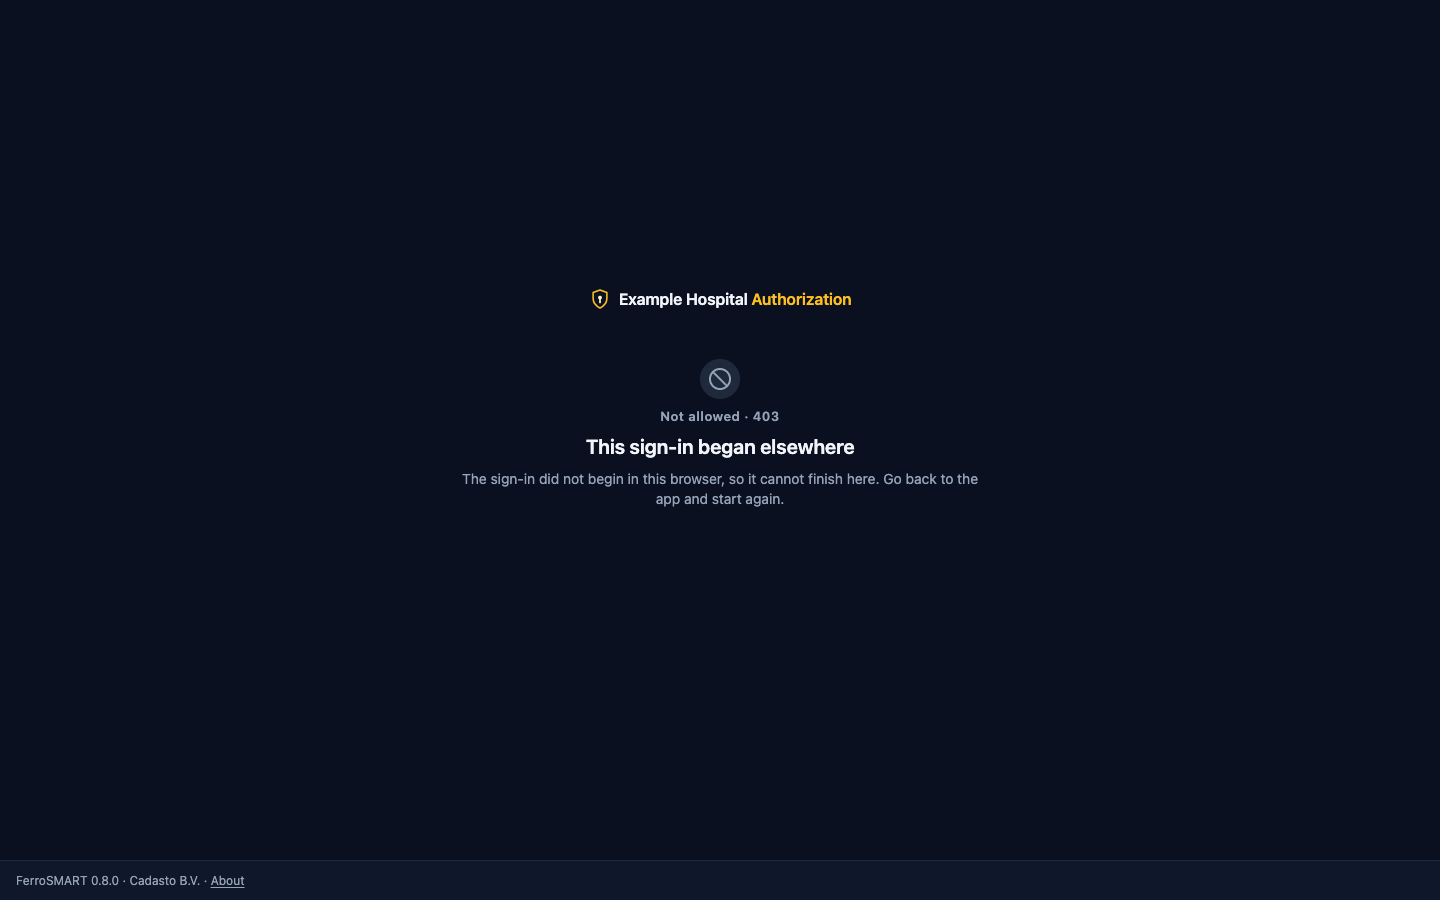 Example Hospital Authorization
Not allowed · 403
This sign-in began elsewhere
The sign-in did not begin in this browser, so it cannot finish here. Go back to the
app and start again.
FerroSMART 0.8.0 · Cadasto B.V. · About